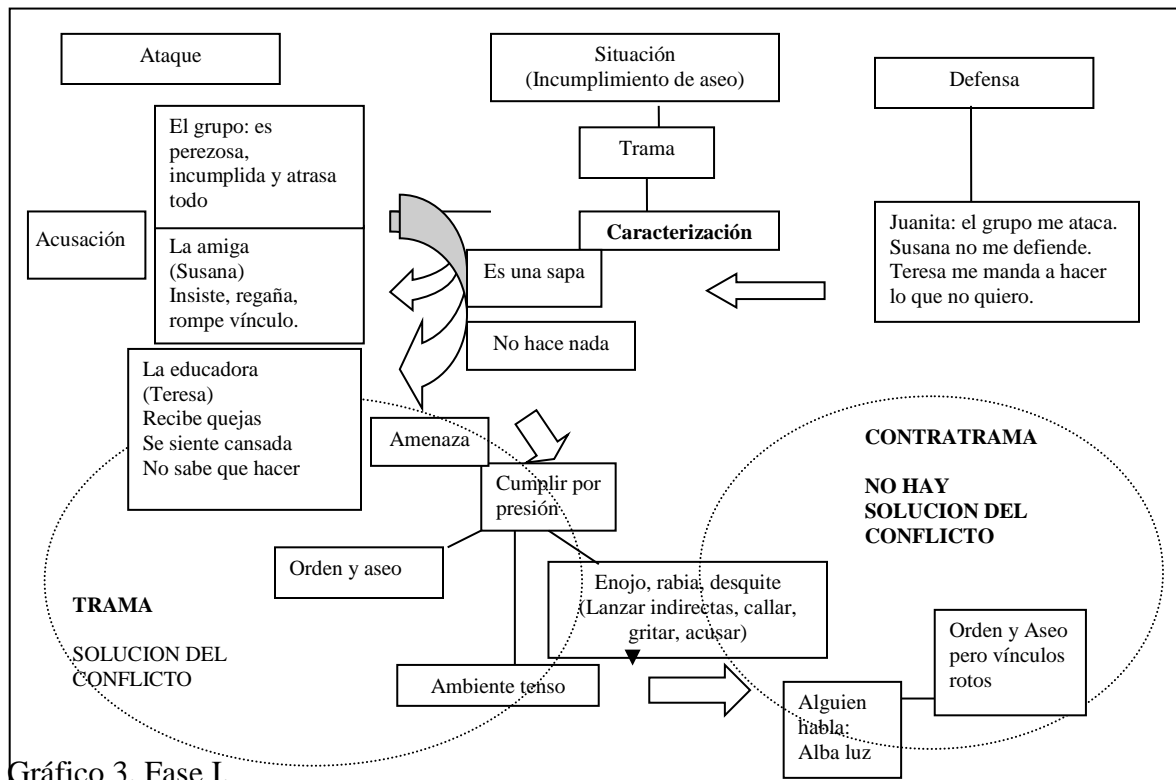 Ataque
Situación
(Incumplimiento de aseo)
Defensa
El grupo: es
perezosa,
incumplida y atrasa
todo
Trama
Acusación
Caracterización
Juanita: el grupo me ataca.
Susana no me defiende.
Teresa me manda a hacer
lo que no quiero.
La amiga
(Susana)
Insiste, regaña,
rompe vínculo.
Es una sapa
No hace nada
La educadora
(Teresa)
Recibe quejas
Se siente cansada
No sabe que hacer
Amenaza
Cumplir por
presión
CONTRATRAMA
NO HAY
SOLUCION DEL
CONFLICTO
Orden y aseo
Enojo, rabia, desquite
(Lanzar indirectas, callar,
gritar, acusar)
TRAMA
SOLUCION DEL
CONFLICTO
Orden y Aseo
pero vínculos
rotos
Ambiente tenso
Alguien
habla:
Alba luz
Gráfico 3. Fase I.